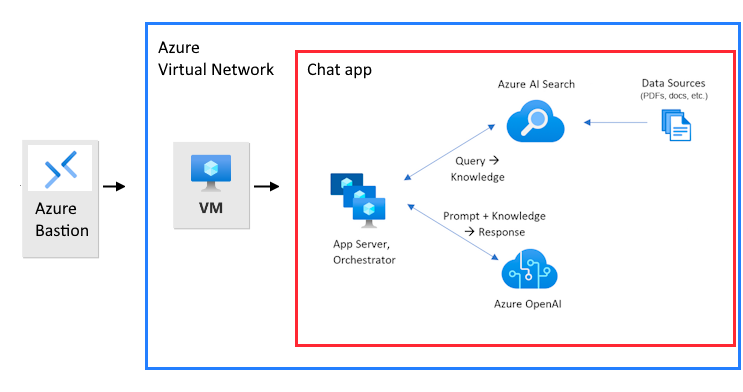 Azure
Virtual Network
Chat app
Azure AI Search
Data Sources
(PDFs, docs, etc.)
Query →
Knowledge
Azure
Bastion
VM
App Server,
Orchestrator
Prompt + Knowledge
→ Response
Azure OpenAI